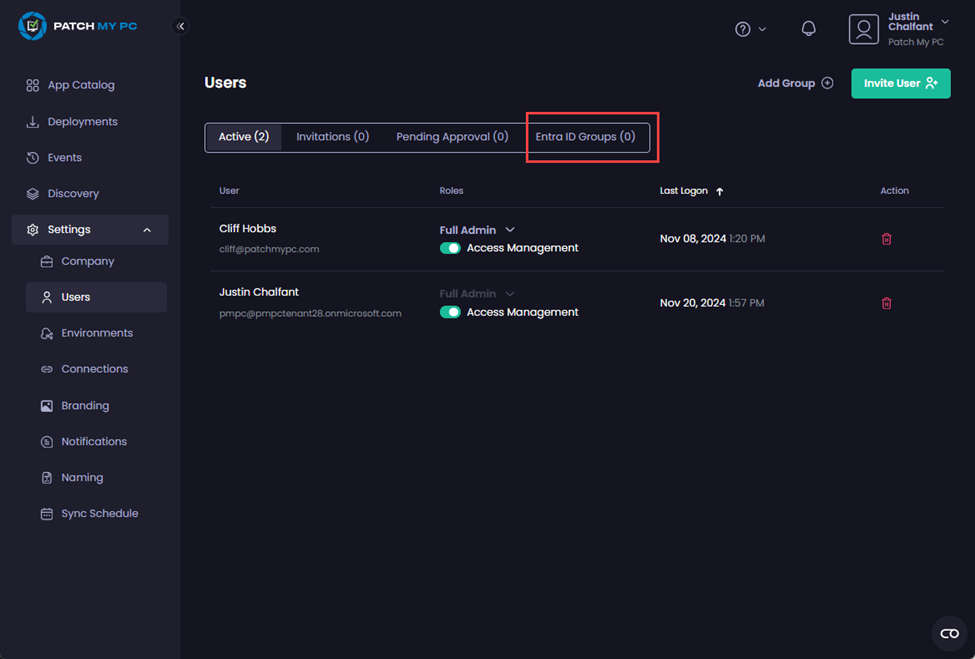 PATCH MY PC
Justin
Chalfant
Patch My PC
App Catalog
Deployments
Events
Discovery
Settings
Company
Users
Environments
Connections
Branding
Notifications
Naming
Sync Schedule
Users
Add Group
Invite User
Active (2) Invitations (0) Pending Approval (0) Entra ID Groups (0)
User Roles Last Logon Action
Cliff Hobbs Full Admin
cliff@patchmypc.com Access Management Nov 08, 2024 1:20 PM
Justin Chalfant Full Admin
pmpc@pmpctenant28.onmicrosoft.com Access Management Nov 20, 2024 1:57 PM